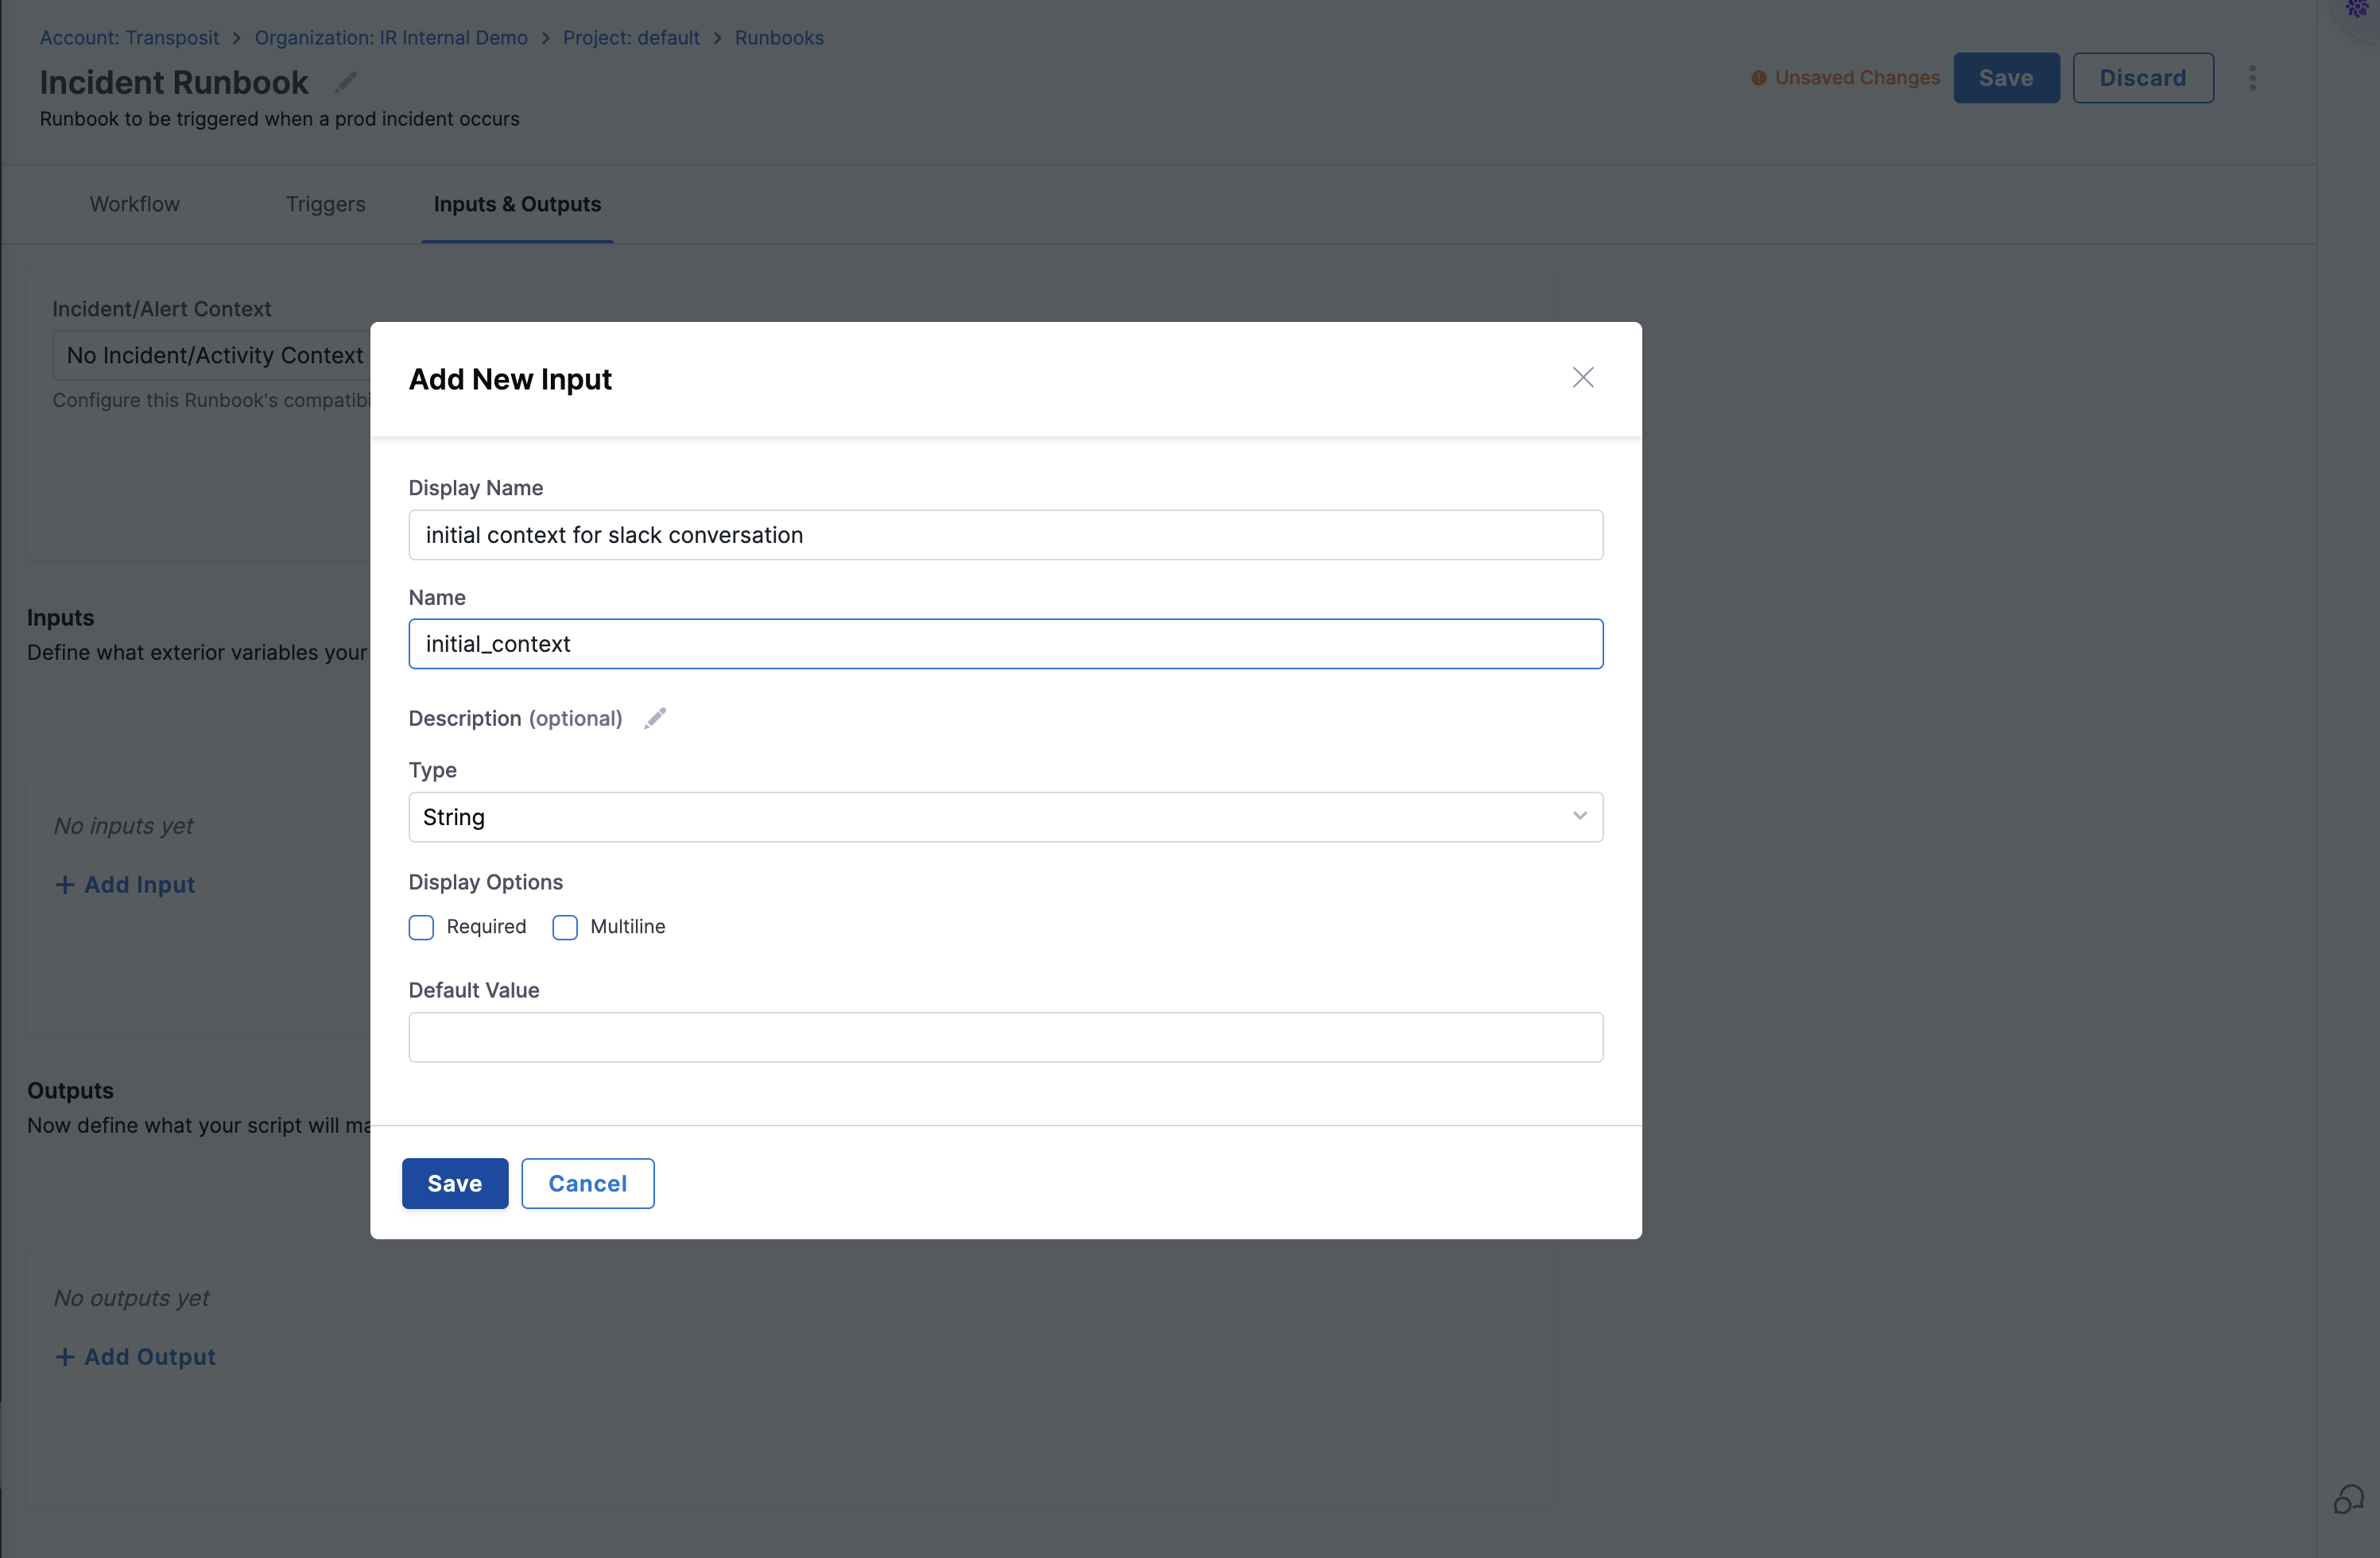 Account: Transposit > Organization: IR Internal Demo > Project: default > Runbooks
Incident Runbook
Runbook to be triggered when a prod incident occurs
Unsaved Changes
Save
Discard
Workflow
Triggers
Inputs & Outputs
Incident/Alert Context
No Incident/Activity Context
Configure this Runbook's compatibi
Inputs
Define what exterior variables your
No inputs yet
+ Add Input
Outputs
Now define what your script will ma
No outputs yet
+ Add Output
Add New Input
Display Name
initial context for slack conversation
Name
initial_context
Description (optional)
Type
String
Display Options
Required
Multiline
Default Value
Save
Cancel